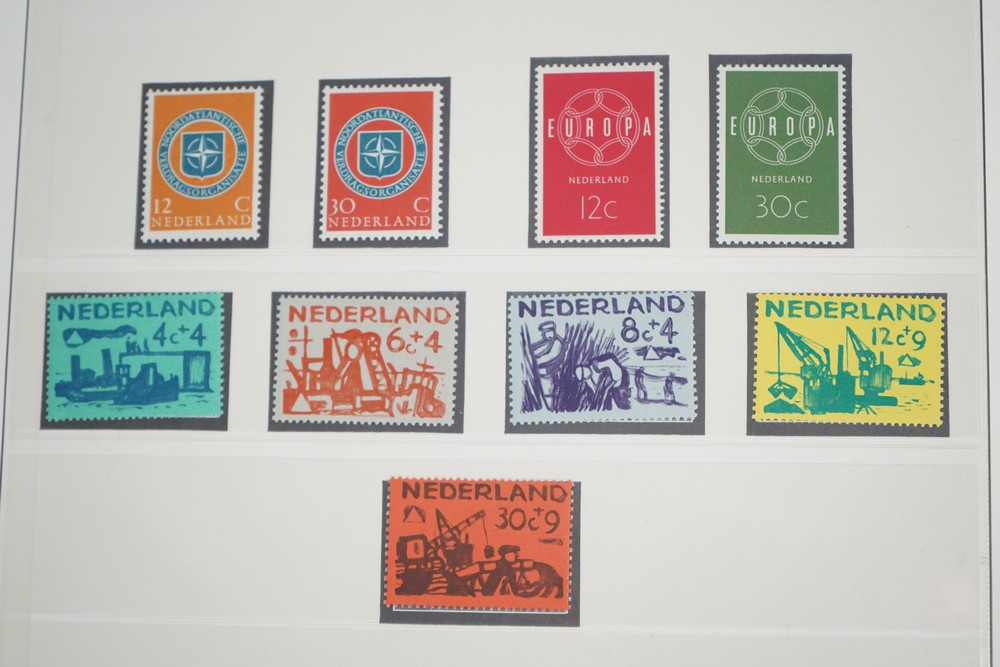 NOORDATLANTISCHE
VERDRAGSORGANISATIE
12 C
NEDERLAND
NOORDATLANTISCHE
VERDRAGSORGANISATIE
30 C
NEDERLAND
EUROPA
NEDERLAND
12c
EUROPA
NEDERLAND
30c
NEDERLAND
4c+4
NEDERLAND
6c+4
NEDERLAND
8c+4
NEDERLAND
12c+9
NEDERLAND
30c+9